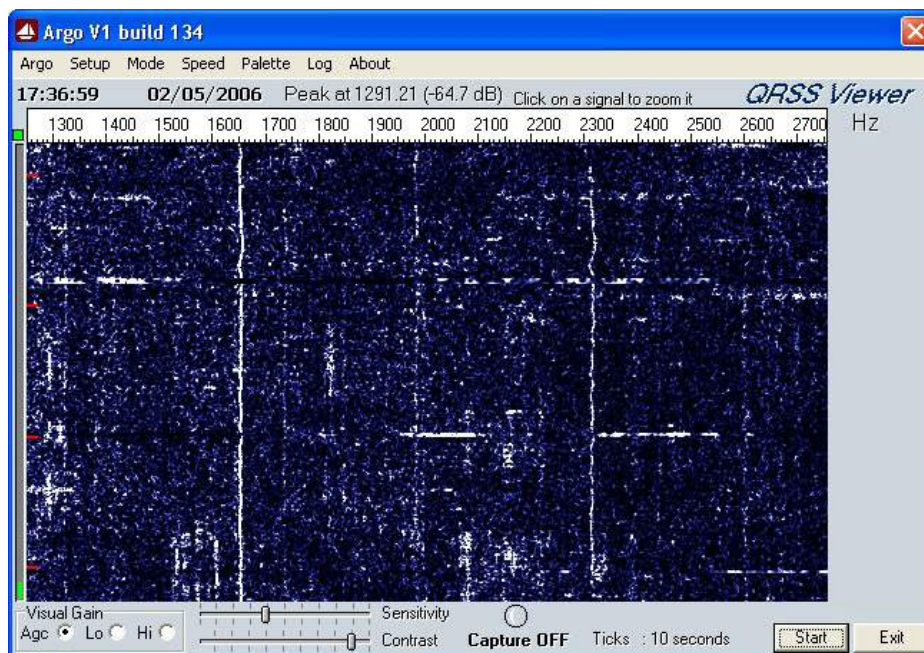 Argo V1 build 134
Argo Setup Mode Speed Palette Log About
17:36:59 02/05/2006 Peak at 1291.21 (-64.7 dB) Click on a signal to zoom it QRSS Viewer
1300 1400 1500 1600 1700 1800 1900 2000 2100 2200 2300 2400 2500 2600 2700 Hz
Visual Gain Sensitivity
Agc Lo Hi Contrast Capture OFF Ticks : 10 seconds Start Exit